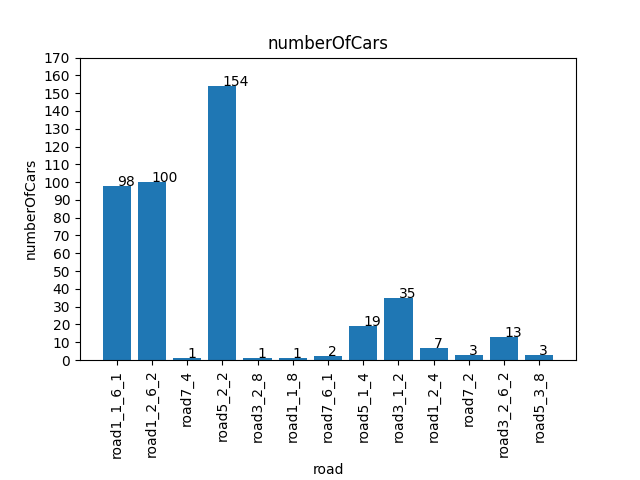 numberOfCars
170
160
150
140
130
120
110
100
90
80
70
60
50
40
30
20
10
0
numberOfCars
98
100
1
154
1
1
2
19
35
7
3
13
3
road1_1_6_1
road1_2_6_2
road7_4
road5_2_2
road3_2_8
road1_1_8
road7_6_1
road5_1_4
road3_1_2
road1_2_4
road7_2
road3_2_6_2
road5_3_8
road